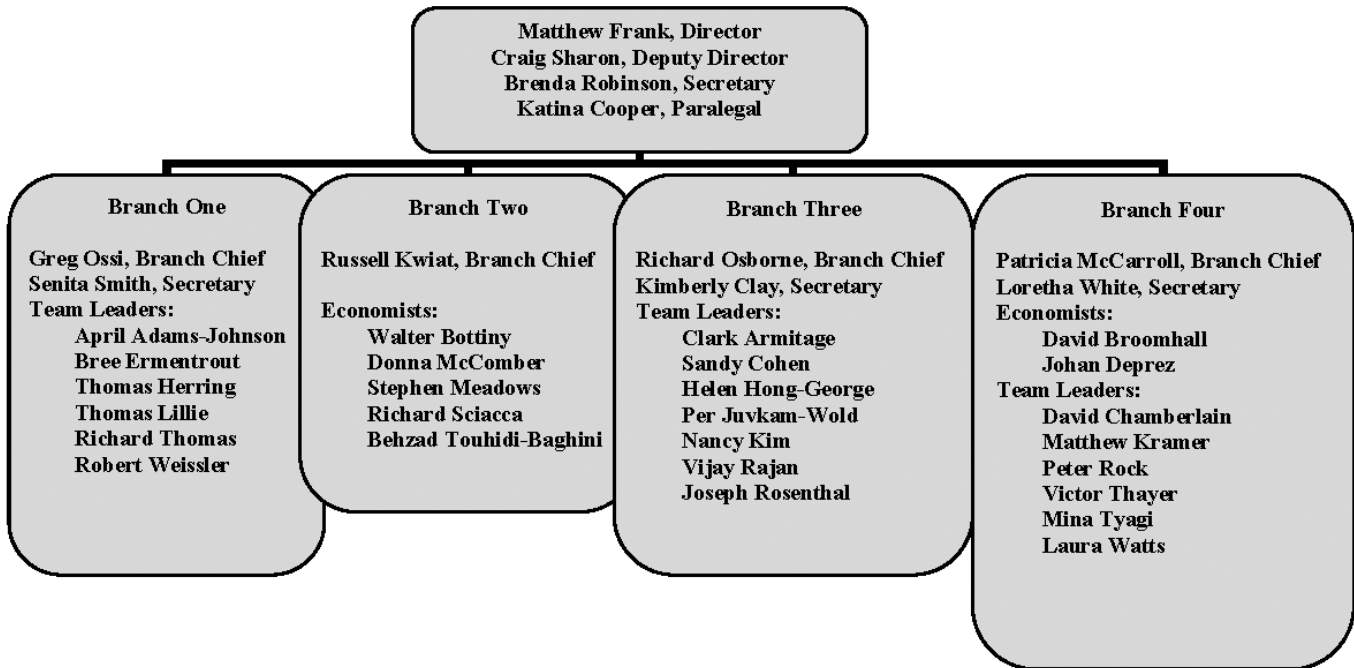 Matthew Frank, Director
Craig Sharon, Deputy Director
Brenda Robinson, Secretary
Katina Cooper, Paralegal
Branch One
Greg Ossi, Branch Chief
Senita Smith, Secretary
Team Leaders:
April Adams-Johnson
Bree Ermentrout
Thomas Herring
Thomas Lillie
Richard Thomas
Robert Weissler
Branch Two
Russell Kwiat, Branch Chief
Economists:
Walter Bottiny
Donna McComber
Stephen Meadows
Richard Sciacca
Behzad Touhidi-Baghini
Branch Three
Richard Osborne, Branch Chief
Kimberly Clay, Secretary
Team Leaders:
Clark Armitage
Sandy Cohen
Helen Hong-George
Per Juvkam-Wold
Nancy Kim
Vijay Rajan
Joseph Rosenthal
Branch Four
Patricia McCarroll, Branch Chief
Loretha White, Secretary
Economists:
David Broomhall
Johan Deprez
Team Leaders:
David Chamberlain
Matthew Kramer
Peter Rock
Victor Thayer
Mina Tyagi
Laura Watts